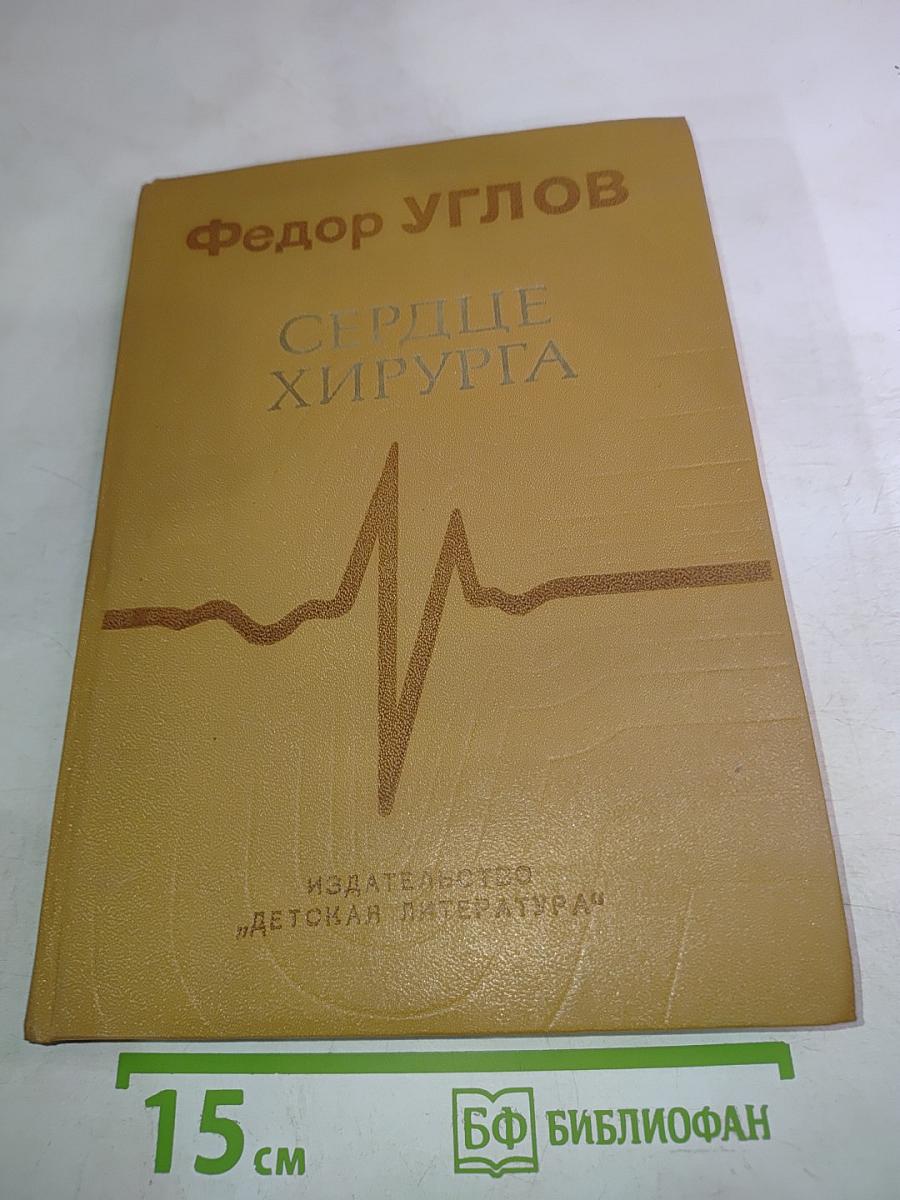 Федор УГЛОВ
СЕРДЦЕ
ХИРУРГА
ИЗДАТЕЛЬСТВО
„ДЕТСКАЯ ЛИТЕРАТУРА“
15 см
БФ БИБЛИОФАН